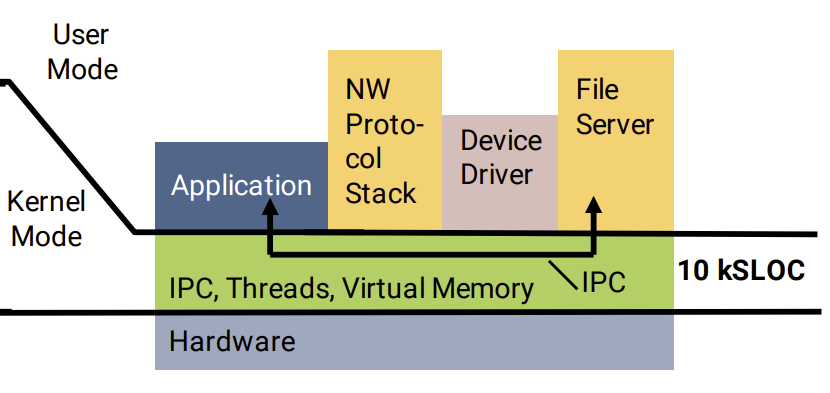 User
Mode
Kernel
Mode
Application
NW
Proto-
col
Stack
Device
Driver
File
Server
IPC, Threads, Virtual Memory
IPC
10 kSLOC
Hardware